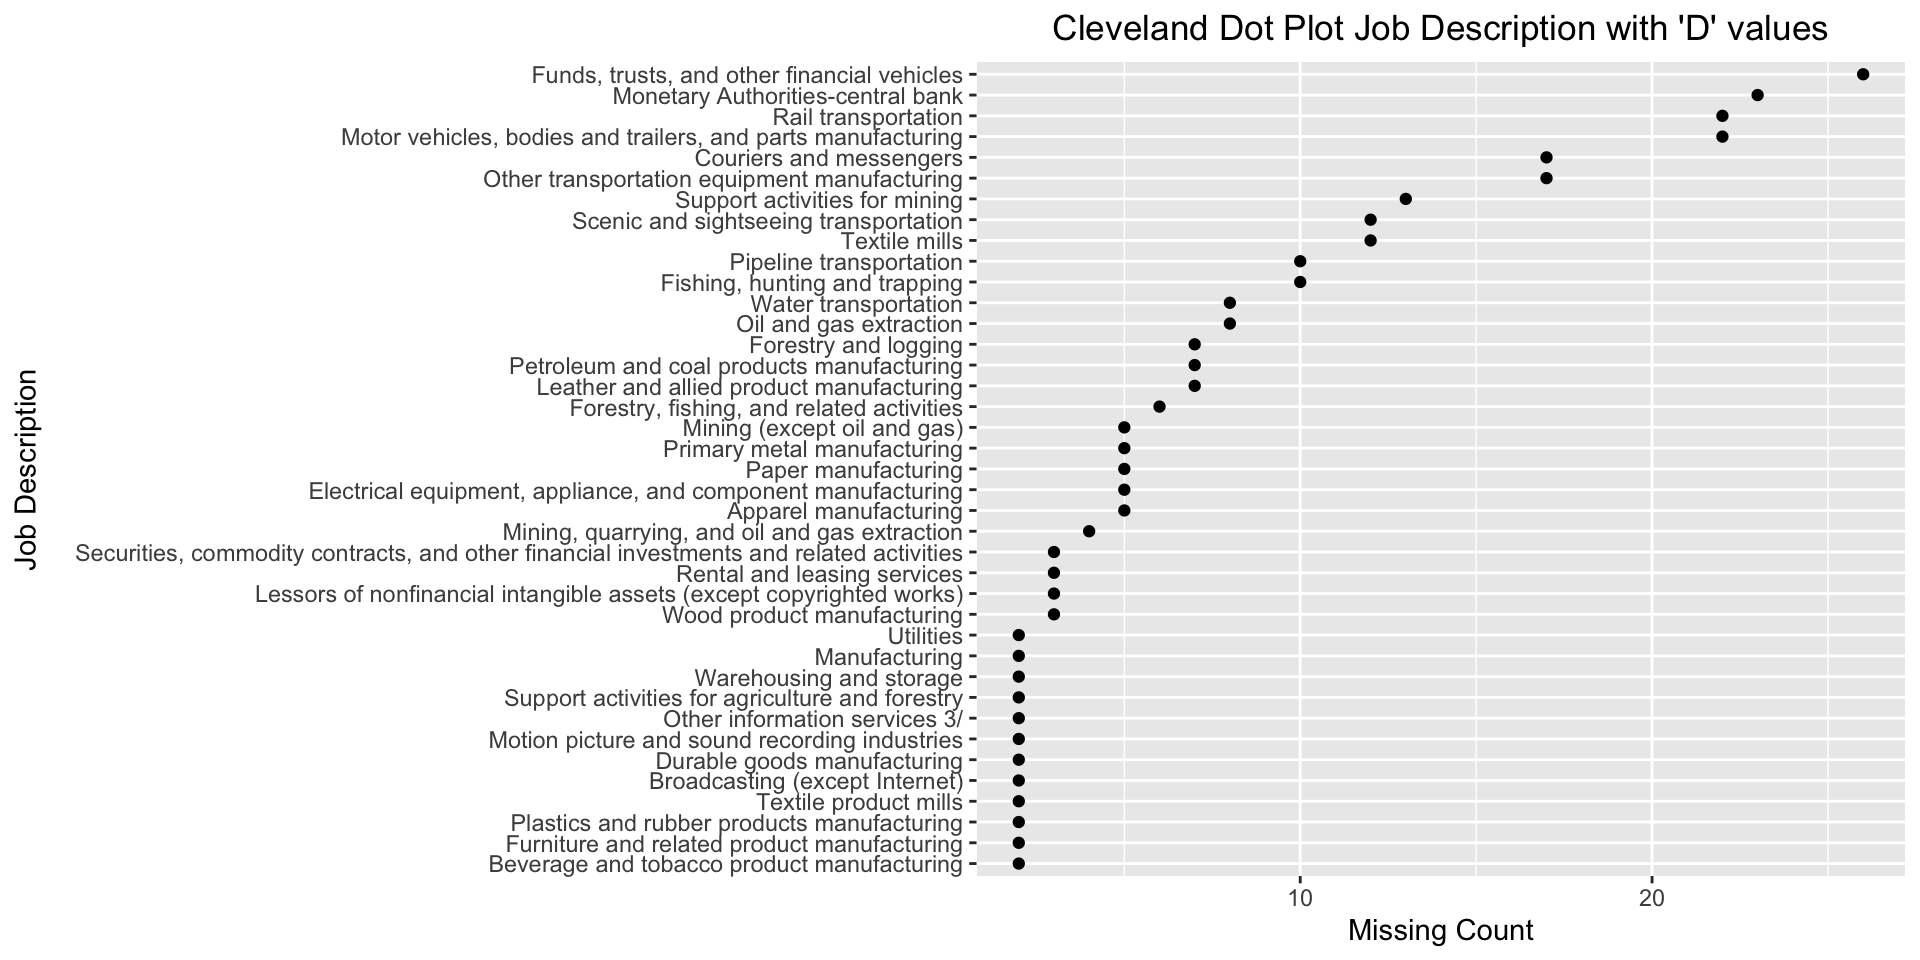 Cleveland Dot Plot Job Description with 'D' values
Funds, trusts, and other financial vehicles
Monetary Authorities-central bank
Rail transportation
Motor vehicles, bodies and trailers, and parts manufacturing
Couriers and messengers
Other transportation equipment manufacturing
Support activities for mining
Scenic and sightseeing transportation
Textile mills
Pipeline transportation
Fishing, hunting and trapping
Water transportation
Oil and gas extraction
Forestry and logging
Petroleum and coal products manufacturing
Leather and allied product manufacturing
Forestry, fishing, and related activities
Mining (except oil and gas)
Primary metal manufacturing
Paper manufacturing
Electrical equipment, appliance, and component manufacturing
Apparel manufacturing
Mining, quarrying, and oil and gas extraction
Securities, commodity contracts, and other financial investments and related activities
Rental and leasing services
Lessors of nonfinancial intangible assets (except copyrighted works)
Wood product manufacturing
Utilities
Manufacturing
Warehousing and storage
Support activities for agriculture and forestry
Other information services 3/
Motion picture and sound recording industries
Durable goods manufacturing
Broadcasting (except Internet)
Textile product mills
Plastics and rubber products manufacturing
Furniture and related product manufacturing
Beverage and tobacco product manufacturing
Job Description
10 20
Missing Count